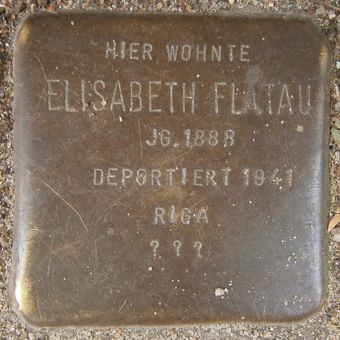 HIER WOHNTE
ELISABETH FLATAU
JG. 1888
DEPORTIERT 1941
RIGA
? ? ?